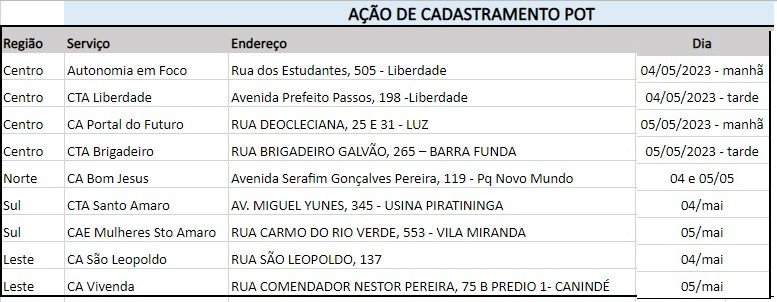 AÇÃO DE CADASTRAMENTO POT
Região Serviço Endereço Dia
Centro Autonomia em Foco Rua dos Estudantes, 505 - Liberdade 04/05/2023 - manhã
Centro CTA Liberdade Avenida Prefeito Passos, 198 -Liberdade 04/05/2023 - tarde
Centro CA Portal do Futuro RUA DEOCLECIANA, 25 E 31 - LUZ 05/05/2023 - manhã
Centro CTA Brigadeiro RUA BRIGADEIRO GALVÃO, 265 – BARRA FUNDA 05/05/2023 - tarde
Norte CA Bom Jesus Avenida Serafim Gonçalves Pereira, 119 - Pq Novo Mundo 04 e 05/05
Sul CTA Santo Amaro AV. MIGUEL YUNES, 345 - USINA PIRATININGA 04/mai
Sul CAE Mulheres Sto Amaro RUA CARMO DO RIO VERDE, 553 - VILA MIRANDA 05/mai
Leste CA São Leopoldo RUA SÃO LEOPOLDO, 137 04/mai
Leste CA Vivenda RUA COMENDADOR NESTOR PEREIRA, 75 B PREDIO 1- CANINDÉ 05/mai